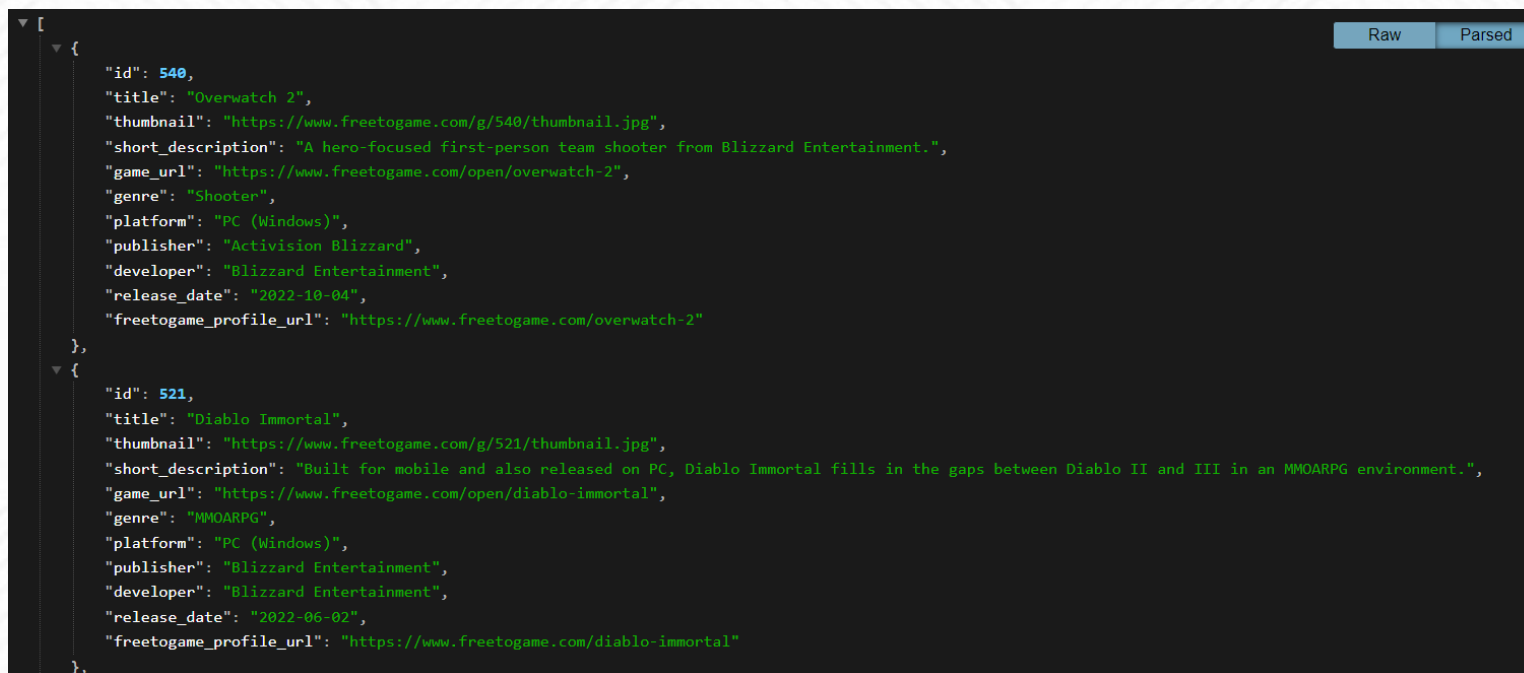 [
Raw Parsed
{
"id": 540,
"title": "Overwatch 2",
"thumbnail": "https://www.freetogame.com/g/540/thumbnail.jpg",
"short_description": "A hero-focused first-person team shooter from Blizzard Entertainment.",
"game_url": "https://www.freetogame.com/open/overwatch-2",
"genre": "Shooter",
"platform": "PC (Windows)",
"publisher": "Activision Blizzard",
"developer": "Blizzard Entertainment",
"release_date": "2022-10-04",
"freetogame_profile_url": "https://www.freetogame.com/overwatch-2"
},
{
"id": 521,
"title": "Diablo Immortal",
"thumbnail": "https://www.freetogame.com/g/521/thumbnail.jpg",
"short_description": "Built for mobile and also released on PC, Diablo Immortal fills in the gaps between Diablo II and III in an MMOARPG environment.",
"game_url": "https://www.freetogame.com/open/diablo-immortal",
"genre": "MMOARPG",
"platform": "PC (Windows)",
"publisher": "Blizzard Entertainment",
"developer": "Blizzard Entertainment",
"release_date": "2022-06-02",
"freetogame_profile_url": "https://www.freetogame.com/diablo-immortal"
},